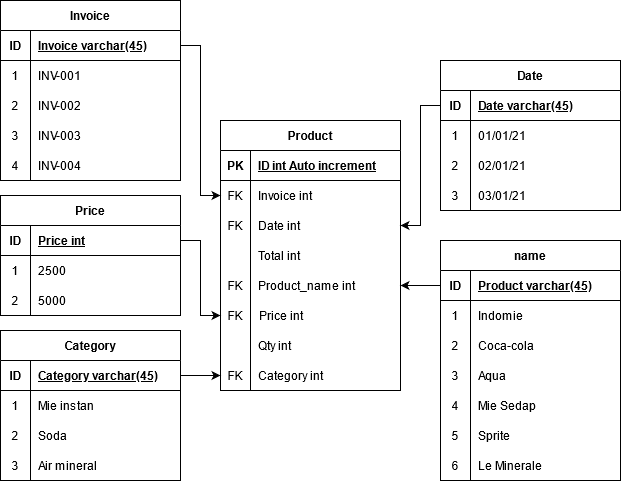 Invoice
ID Invoice varchar(45)
1 INV-001
2 INV-002
3 INV-003
4 INV-004
Price
ID Price int
1 2500
2 5000
Category
ID Category varchar(45)
1 Mie instan
2 Soda
3 Air mineral
Product
PK ID int Auto increment
FK Invoice int
FK Date int
Total int
FK Product_name int
FK Price int
Qty int
FK Category int
Date
ID Date varchar(45)
1 01/01/21
2 02/01/21
3 03/01/21
name
ID Product varchar(45)
1 Indomie
2 Coca-cola
3 Aqua
4 Mie Sedap
5 Sprite
6 Le Minerale